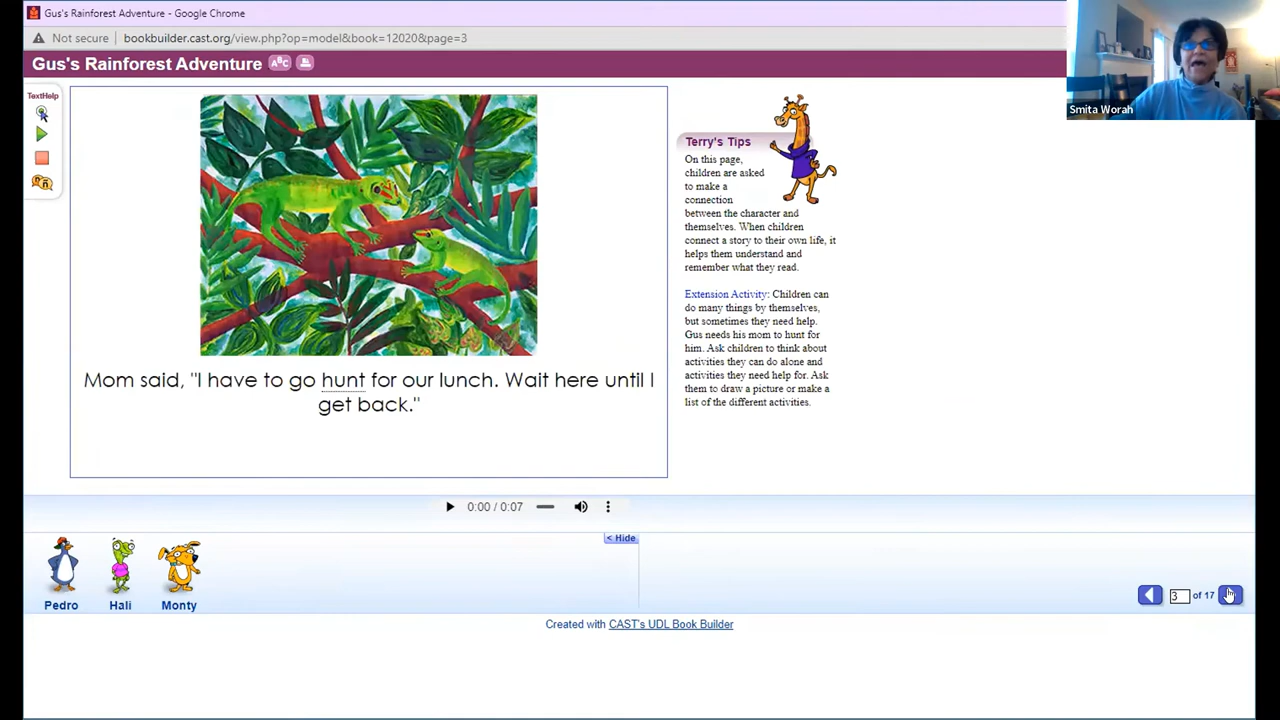 Gus's Rainforest Adventure - Google Chrome
Not secure bookbuilder.cast.org/view.php?op=model&book=12020&page=3
Gus's Rainforest Adventure ABC
Smita Worah
TextHelp
Mom said, "I have to go hunt for our lunch. Wait here until I
get back."
Terry's Tips
On this page,
children are asked
to make a
connection
between the character and
themselves. When children
connect a story to their own life, it
helps them understand and
remember what they read.
Extension Activity: Children can
do many things by themselves,
but sometimes they need help.
Gus needs his mom to hunt for
him. Ask children to think about
activities they can do alone and
activities they need help for. Ask
them to draw a picture or make a
list of the different activities.
0:00 / 0:07
< Hide
Pedro Hali Monty
3 of 17
Created with CAST's UDL Book Builder